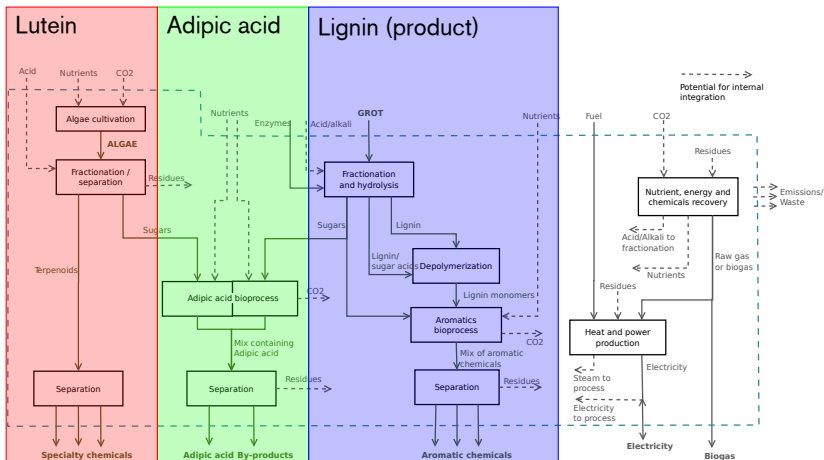 Lutein
Adipic acid
Lignin (product)
Acid
Nutrients
CO2
Algae cultivation
ALGAE
Fractionation /
separation
Residues
Sugars
Terpenoids
Separation
Specialty chemicals
Nutrients
Enzymes
Adipic acid bioprocess
CO2
Mix containing
Adipic acid
Separation
Residues
Adipic acid By-products
Acid/alkali
GROT
Nutrients
Fractionation
and hydrolysis
Sugars
Lignin
Lignin/
sugar acids
Depolymerization
Lignin monomers
Aromatics
bioprocess
CO2
Mix of aromatic
chemicals
Separation
Residues
Aromatic chemicals
Potential for internal
integration
Fuel
CO2
Residues
Nutrient, energy and
chemicals recovery
Emissions/
Waste
Acid/Alkali to
fractionation
Nutrients
Raw gas
or biogas
Residues
Heat and power
production
Steam to
process
Electricity
Electricity
to process
Electricity
Biogas